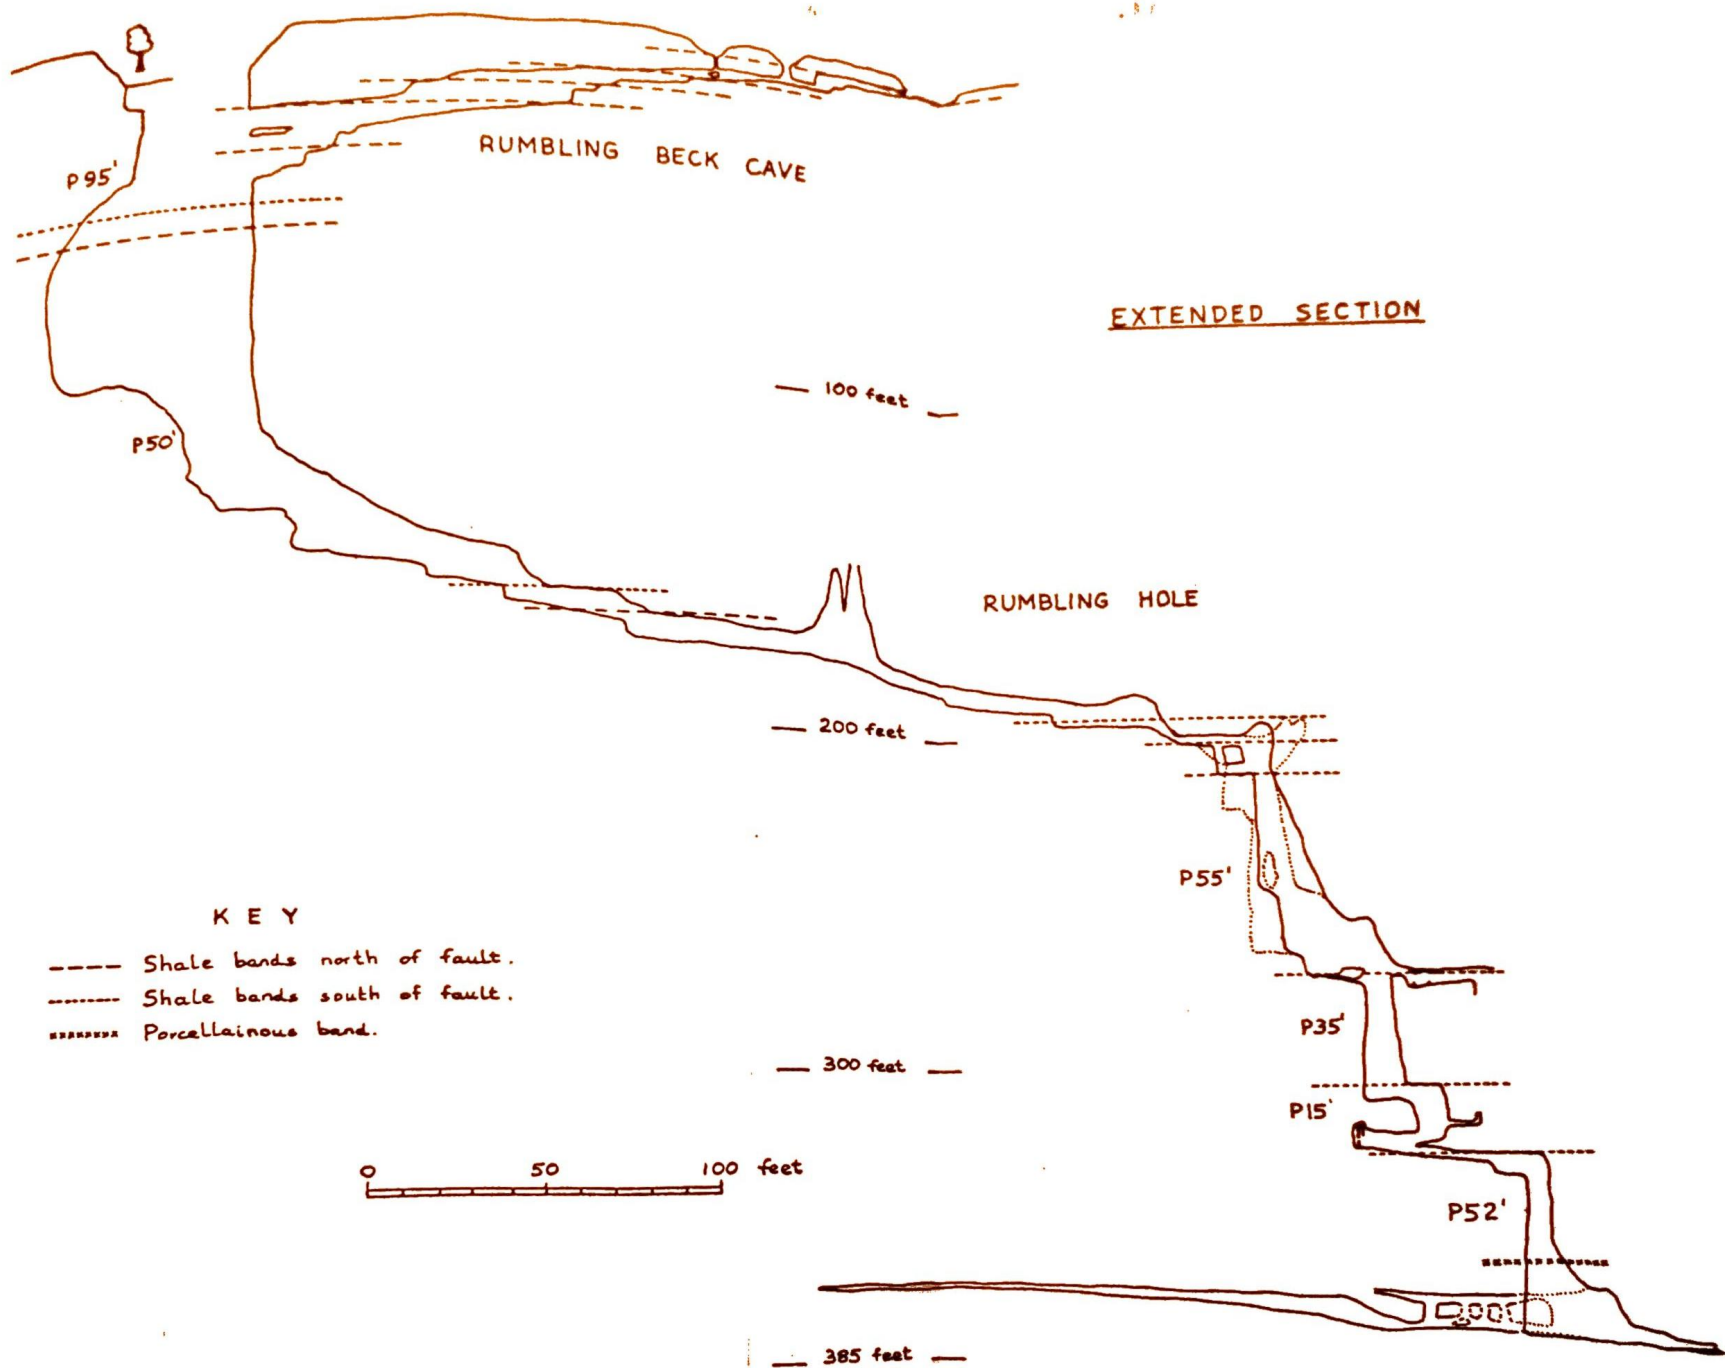 P95'
RUMBLING BECK CAVE
EXTENDED SECTION
100 feet
P50'
RUMBLING HOLE
200 feet
P55'
KEY
Shale bands north of fault.
Shale bands south of fault.
Porcellainous band.
P35'
300 feet
P15'
0 50 100 feet
P52'
385 feet